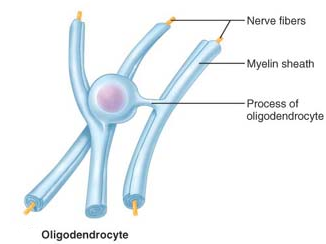 Nerve fibers
Myelin sheath
Process of
oligodendrocyte
Oligodendrocyte